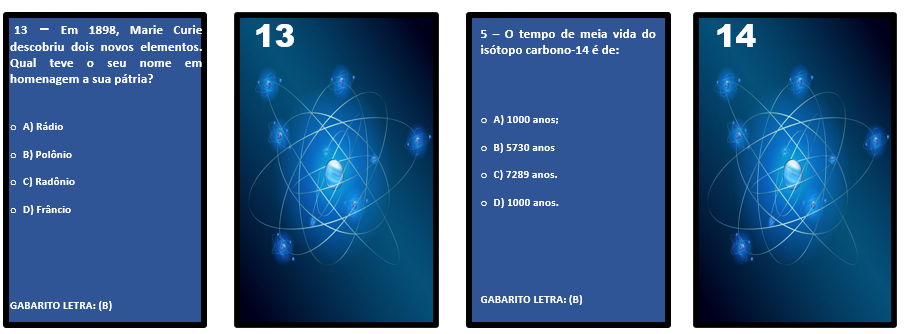 13 – Em 1898, Marie Curie
descobriu dois novos elementos.
Qual teve o seu nome em
homenagem a sua pátria?
o A) Rádio
o B) Polônio
o C) Radônio
o D) Frâncio
GABARITO LETRA: (B)
13
5 – O tempo de meia vida do
isótopo carbono-14 é de:
o A) 1000 anos;
o B) 5730 anos
o C) 7289 anos.
o D) 1000 anos.
GABARITO LETRA: (B)
14